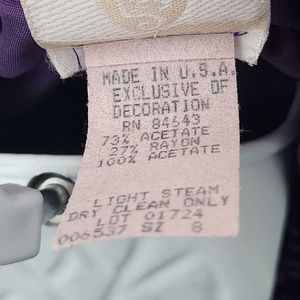 MADE IN U.S.A.
EXCLUSIVE OF
DECORATION
RN 84643
73% ACETATE
27% RAYON
100% ACETATE
LIGHT STEAM
DRY CLEAN ONLY
LOT 01724
006537 SZ 8